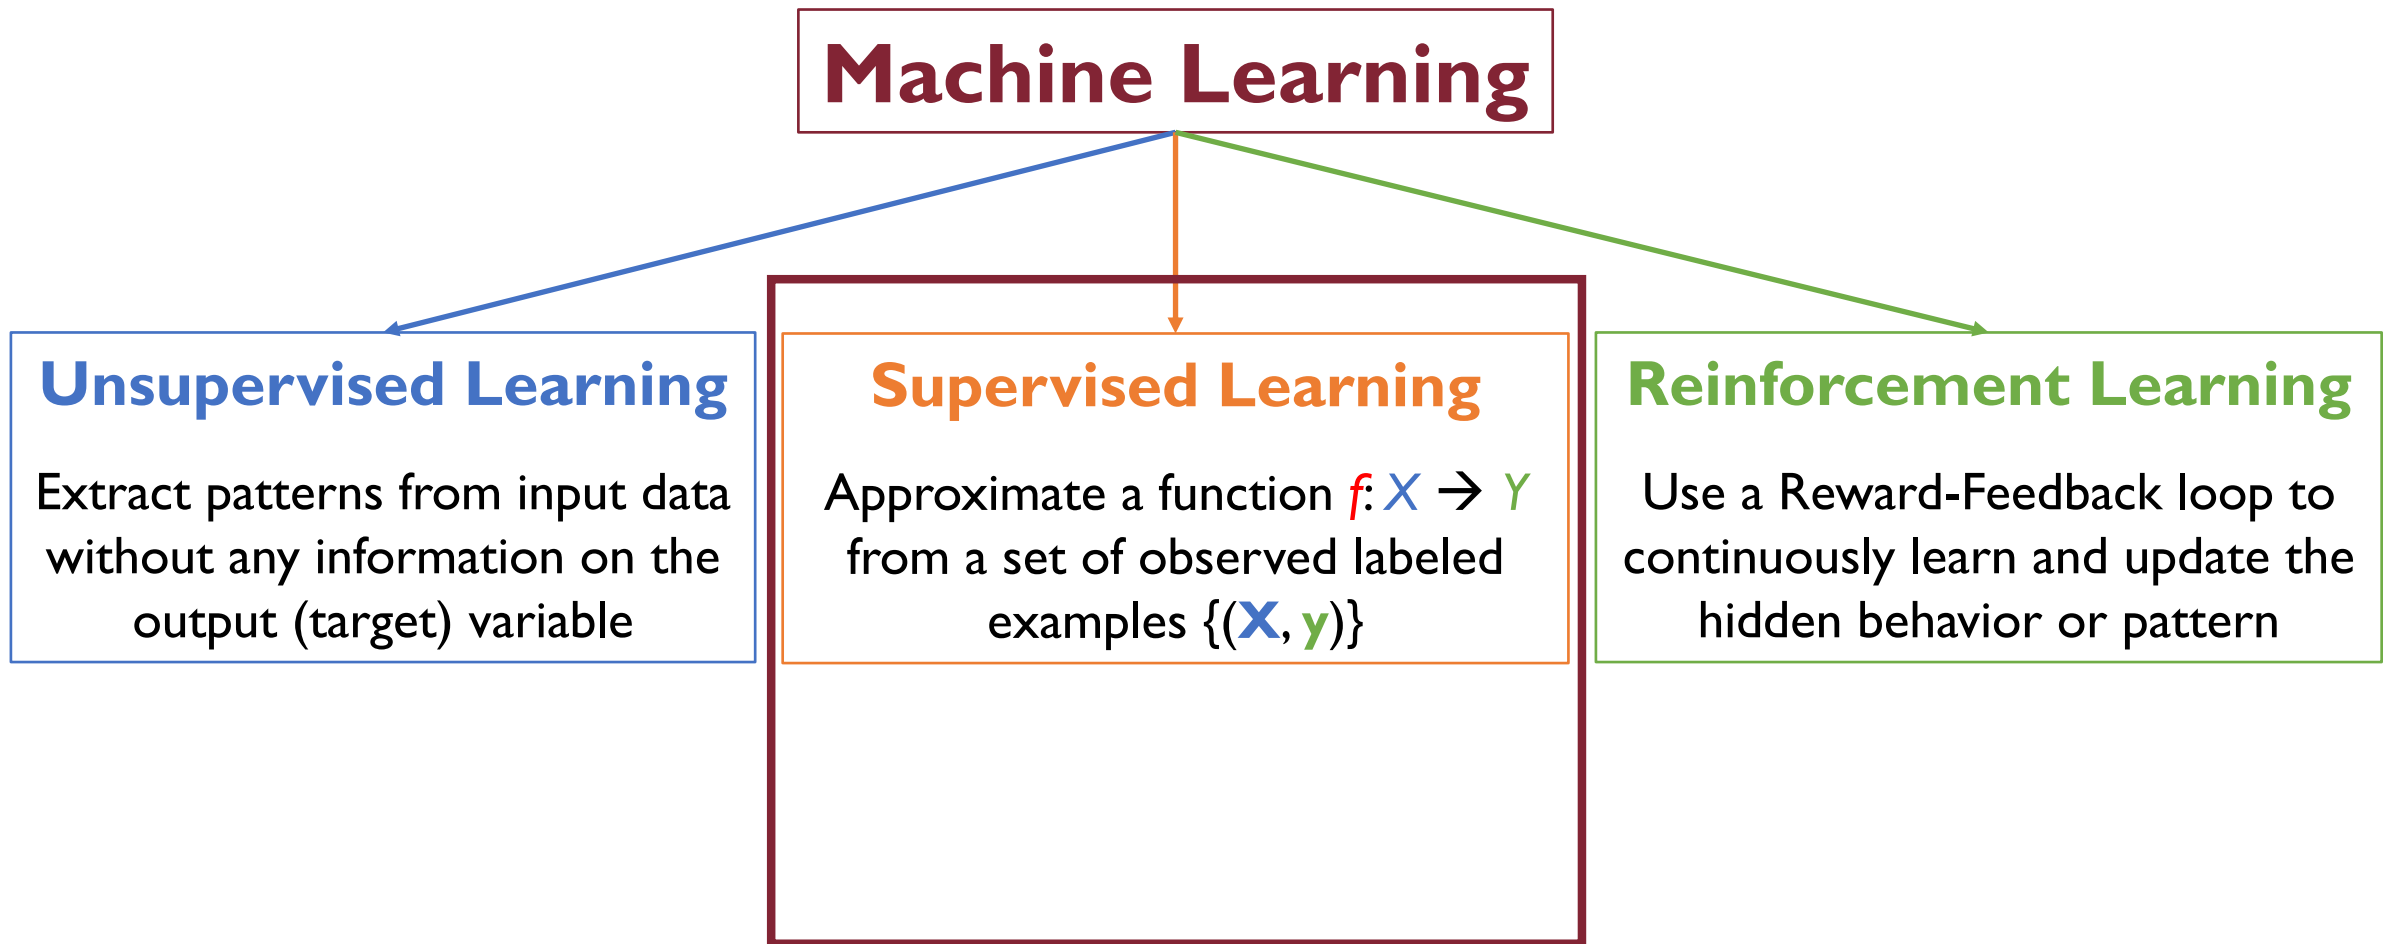 Machine Learning
Unsupervised Learning
Extract patterns from input data
without any information on the
output (target) variable
Supervised Learning
Approximate a function f: X → Y
from a set of observed labeled
examples {(X, y)}
Reinforcement Learning
Use a Reward-Feedback loop to
continuously learn and update the
hidden behavior or pattern